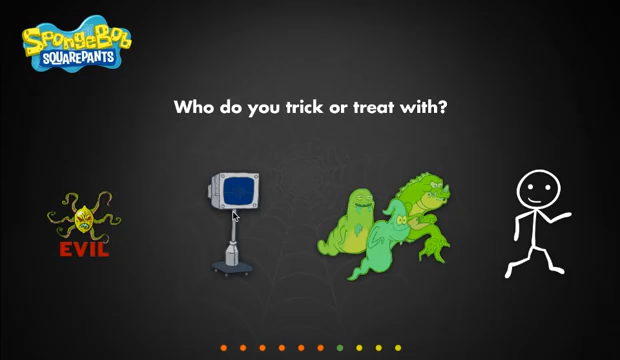 SpongeBob
SQUAREPANTS
Who do you trick or treat with?
EVIL